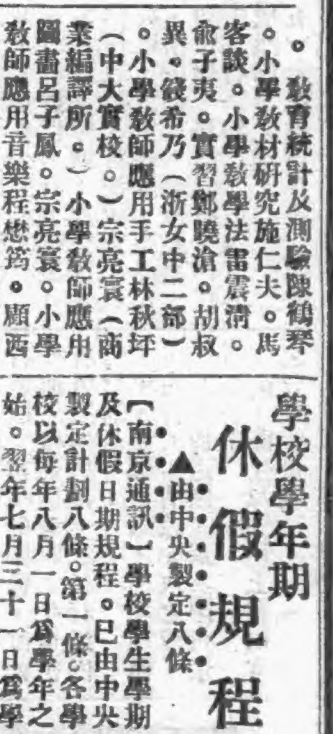 。教育統計及測驗陳鶴琴
。小學敎材研究施仁夫。馬
客談。小學敎學法雷震淸。
兪子夷。實習鄭曉滄。胡叔
異。錢希乃（浙女中二部）
。小學敎師應用手工林秋坪
（中大實校。）宗亮寰（商
業編譯所。）小學敎師應用
圖畫呂子鳳。宗亮寰。小學
敎師應用音樂程懋筠。顧西
學校學年期
休假規程
▲由中央製定八條
【南京通訊】學校學生學期
及休假日期規程。已由中央
製定計劃八條。第一條。各學
校以每年八月一日爲學年之
始。翌年七月三十一日爲學